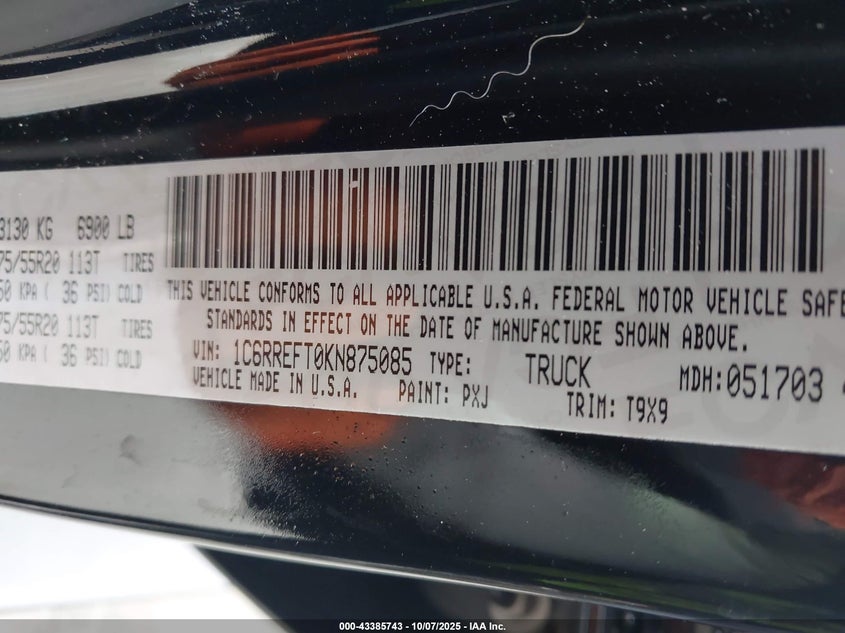 3130 KG 6900 LB
75/55R20 113T TIRES
50 KPA ( 36 PSI) COLD
75/55R20 113T TIRES
50 KPA ( 36 PSI) COLD
THIS VEHICLE CONFORMS TO ALL APPLICABLE U.S.A. FEDERAL MOTOR VEHICLE SAFE
STANDARDS IN EFFECT ON THE DATE OF MANUFACTURE SHOWN ABOVE.
VIN: 1C6RREFT0KN875085 TYPE: TRUCK MDH:051703
VEHICLE MADE IN U.S.A. PAINT: PXJ TRIM: T9X9
000-43385743 - 10/07/2025 - IAA Inc.